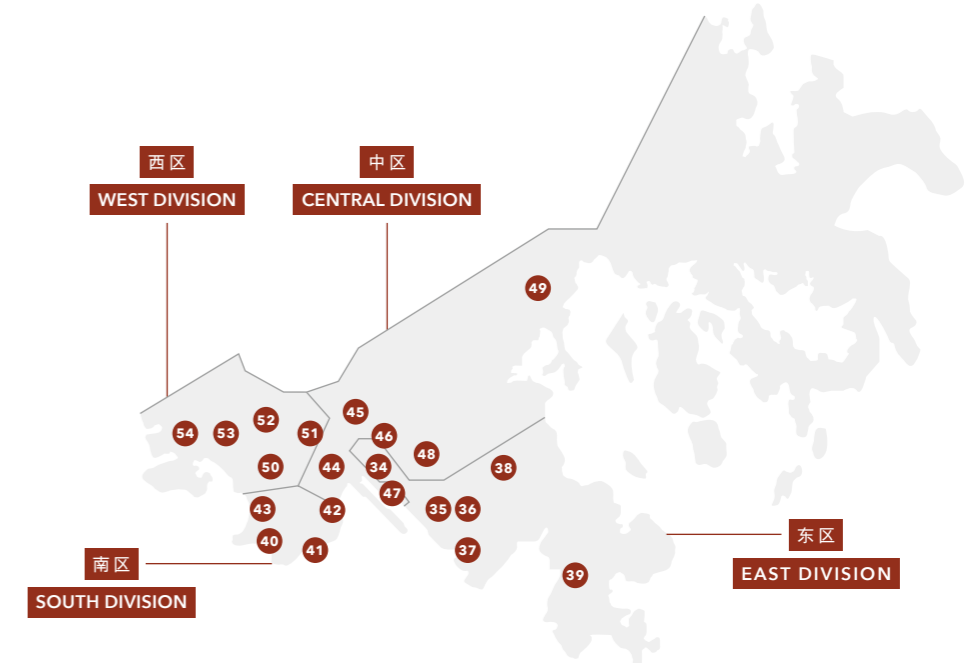 西区
WEST DIVISION
中区
CENTRAL DIVISION
49
45
52
54
53
51
46
48
50
44
34
38
47
43
42
35
36
40
41
37
东区
EAST DIVISION
南区
SOUTH DIVISION
39